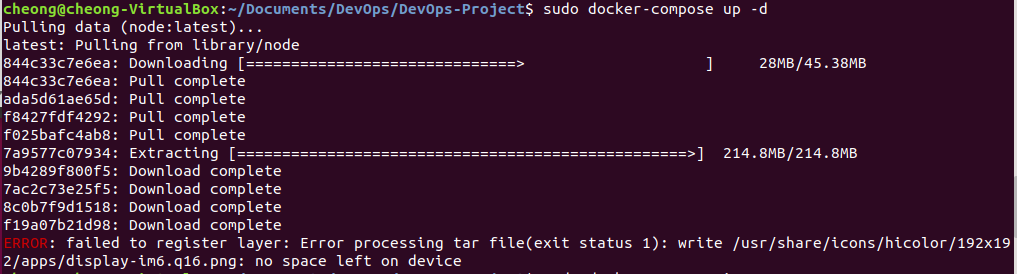 cheong@cheong-VirtualBox:~/Documents/DevOps/DevOps-Project$ sudo docker-compose up -d
Pulling data (node:latest)...
latest: Pulling from library/node
844c33c7e6ea: Downloading [==============================>                    ]     28MB/45.38MB
844c33c7e6ea: Pull complete
ada5d61ae65d: Pull complete
f8427fdf4292: Pull complete
f025bafc4ab8: Pull complete
7a9577c07934: Extracting [==================================================>]  214.8MB/214.8MB
9b4289f800f5: Download complete
7ac2c73e25f5: Download complete
8c0b7f9d1518: Download complete
f19a07b21d98: Download complete
ERROR: failed to register layer: Error processing tar file(exit status 1): write /usr/share/icons/hicolor/192x19
2/apps/display-im6.q16.png: no space left on device